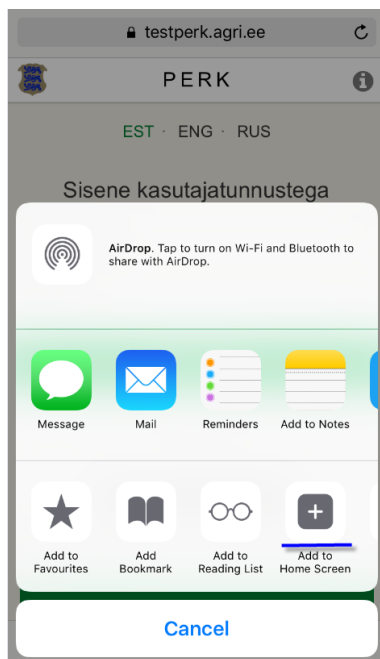 testperk.agri.ee
PERK
EST · ENG · RUS
Sisene kasutajatunnustega
AirDrop. Tap to turn on Wi-Fi and Bluetooth to
share with AirDrop.
Message Mail Reminders Add to Notes
Add to Favourites
Add Bookmark
Add to Reading List
Add to Home Screen
Cancel